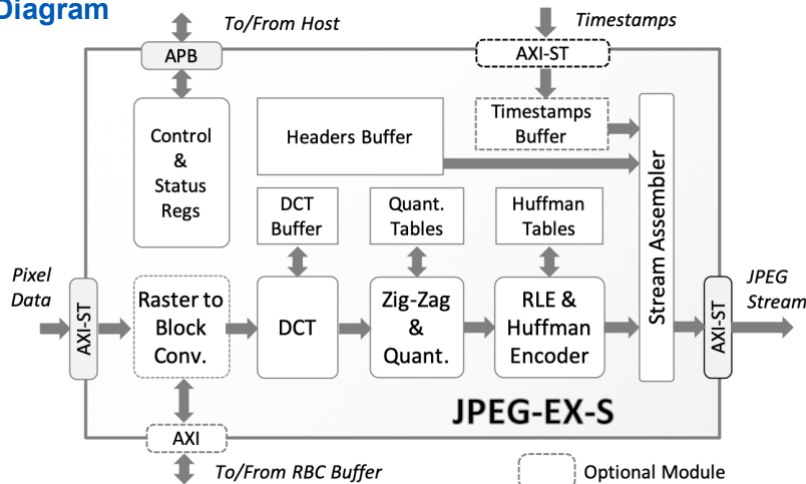 Diagram
To/From Host
Timestamps
APB
AXI-ST
Control
&
Status
Regs
Headers Buffer
Timestamps
Buffer
DCT
Buffer
Quant.
Tables
Huffman
Tables
Stream Assembler
Pixel
Data
AXI-ST
Raster to
Block
Conv.
DCT
Zig-Zag
&
Quant.
RLE &
Huffman
Encoder
AXI-ST
JPEG
Stream
JPEG-EX-S
AXI
To/From RBC Buffer
Optional Module